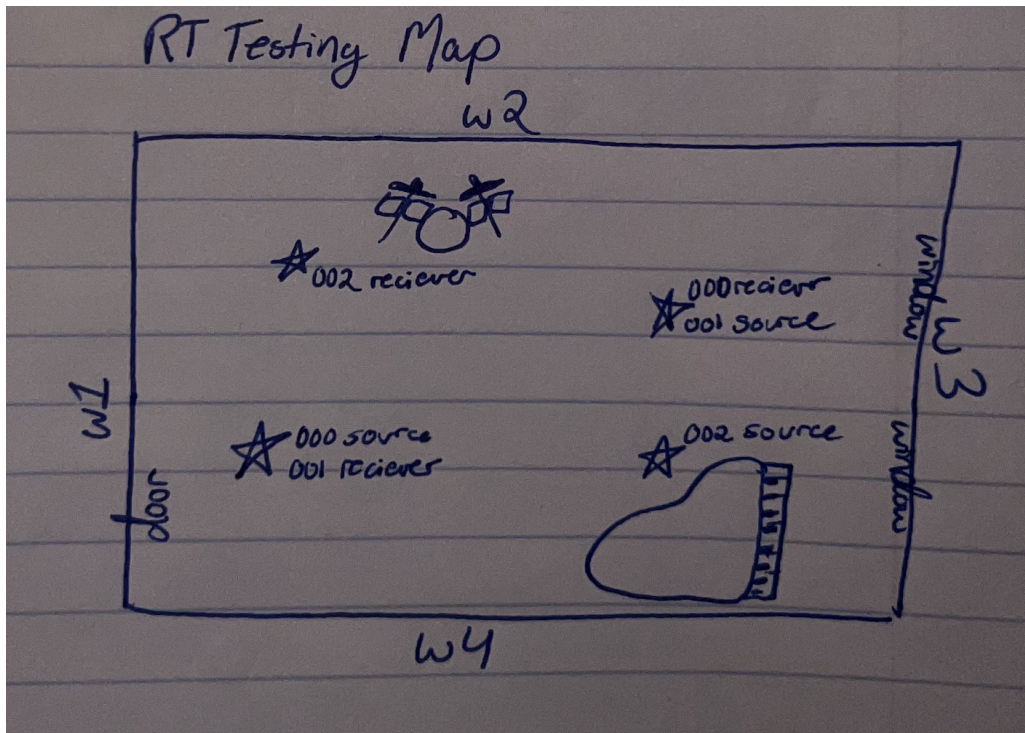 RT Testing Map
w2
002 reciever
000 recievr
001 source
window
w3
w1
000 source
001 reciever
002 source
window
door
w4